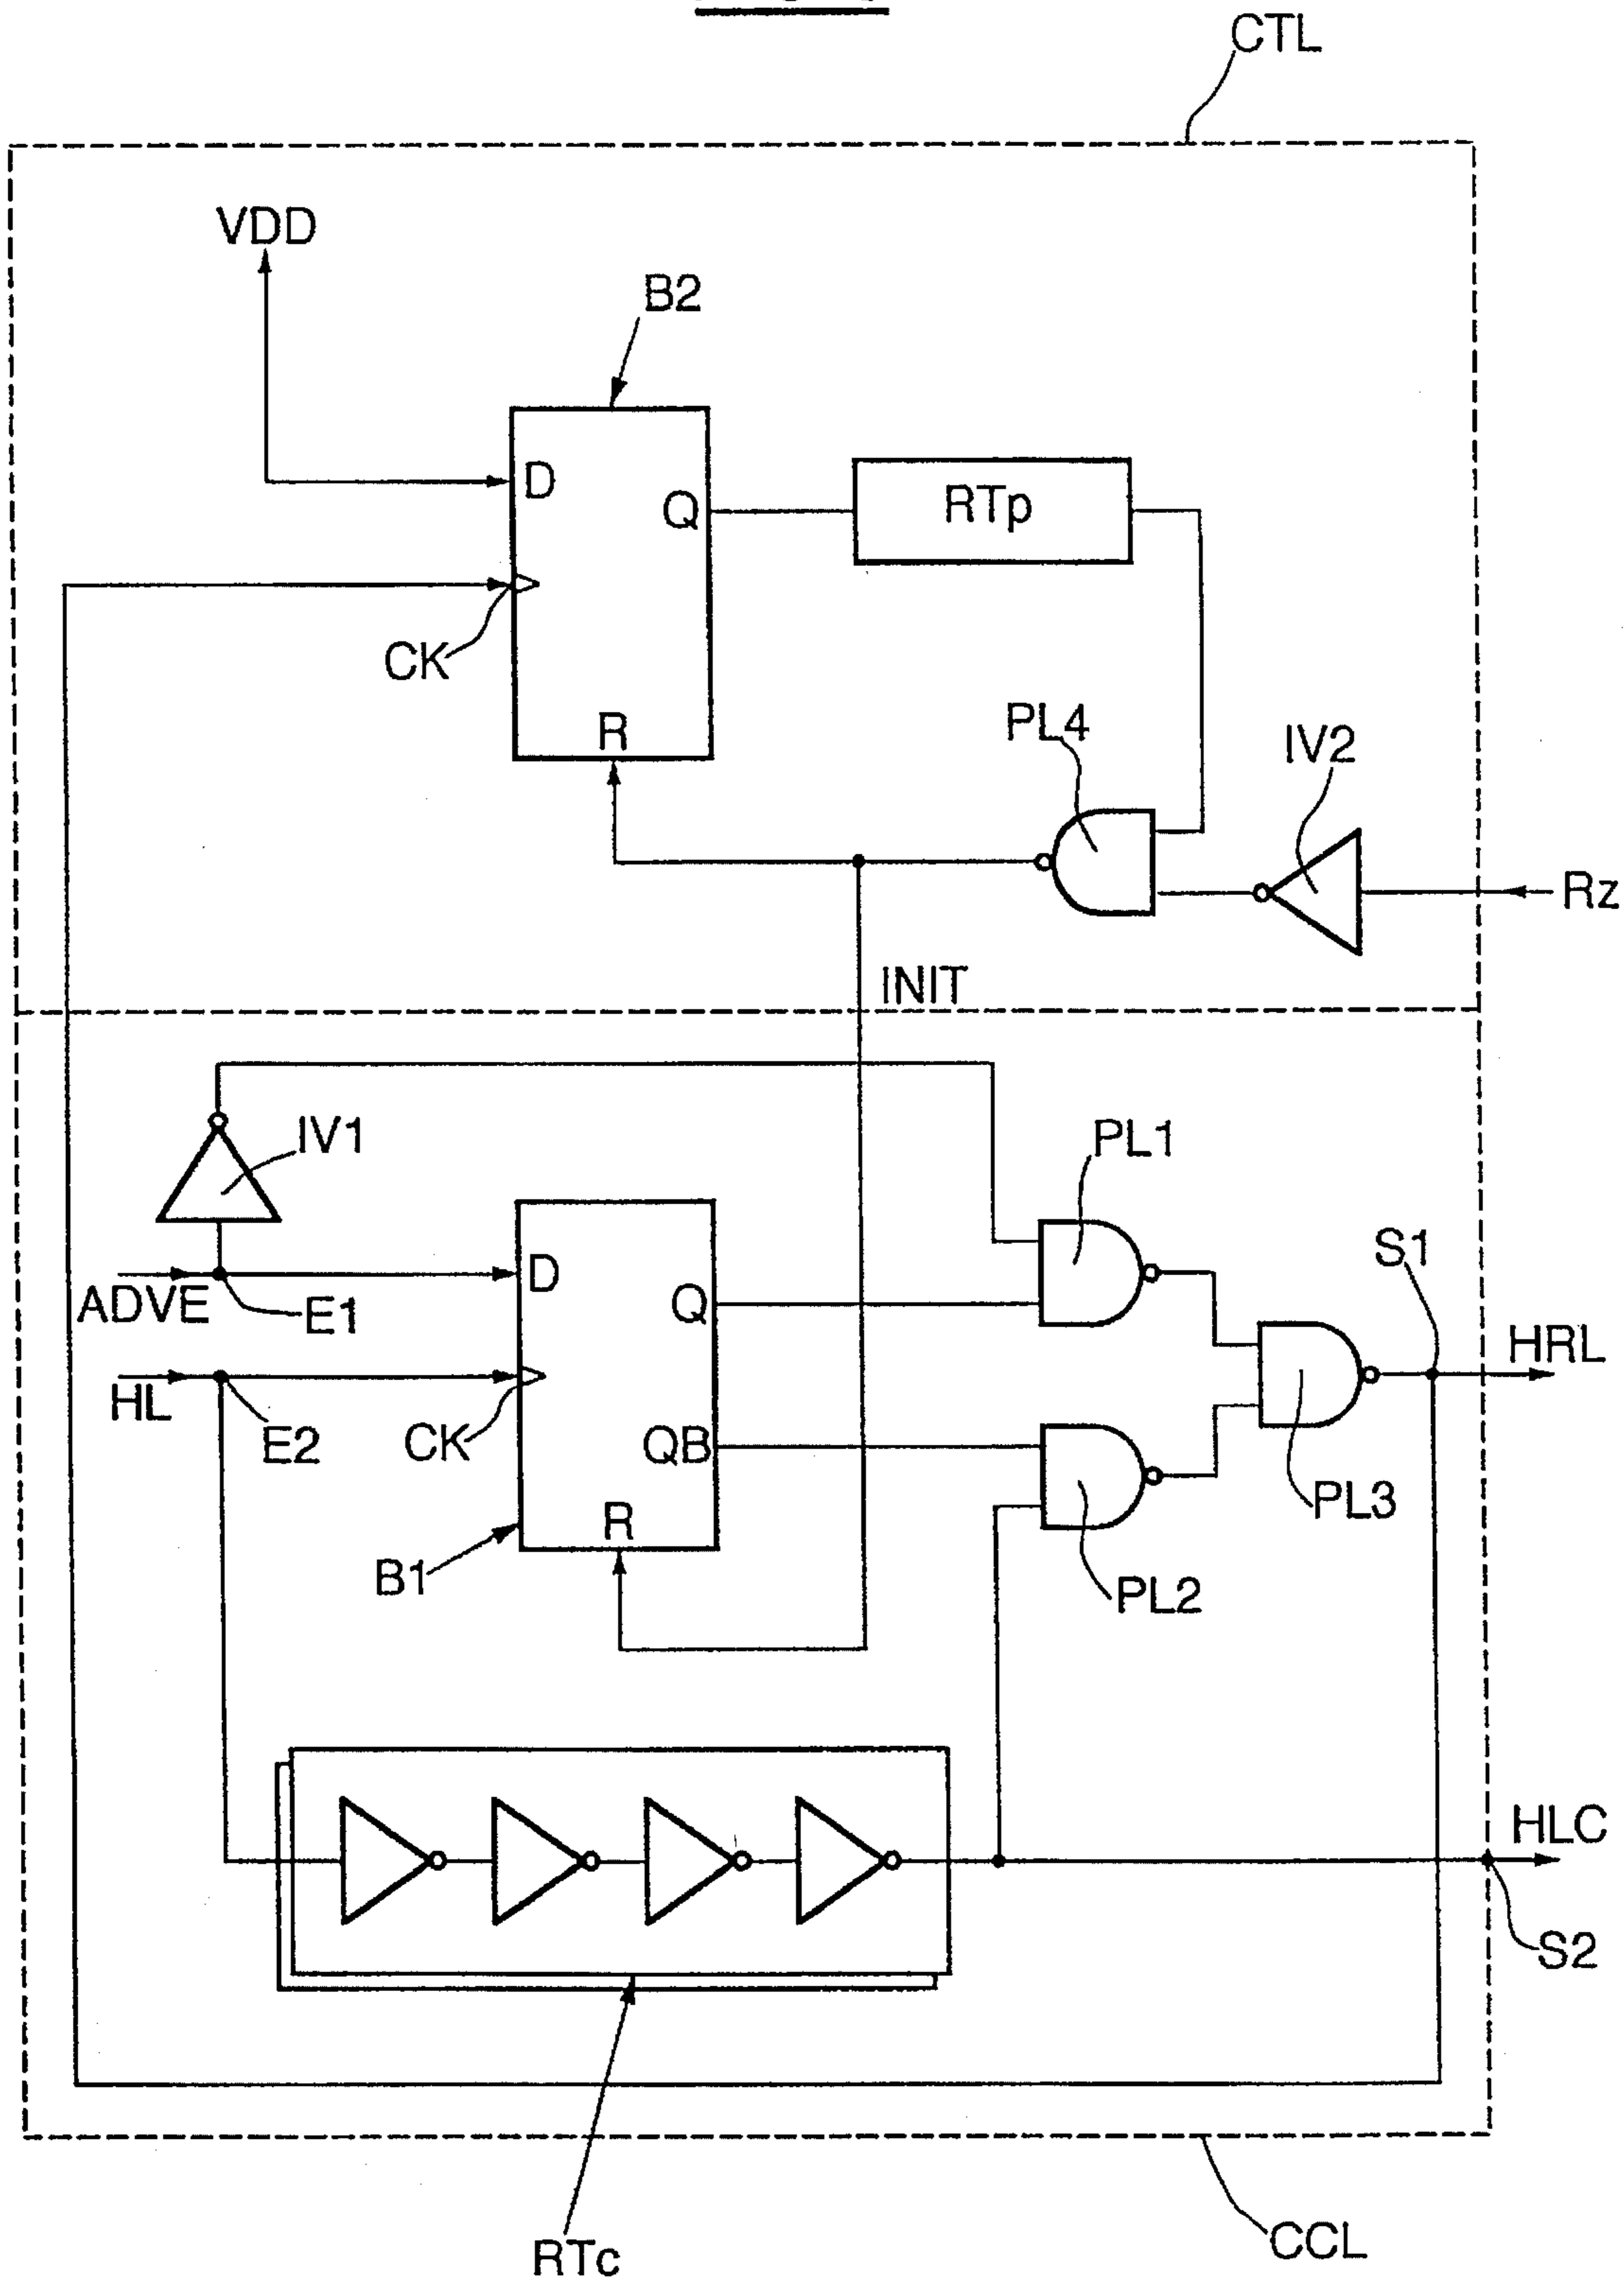 CTL
VDD
B2
D
Q
RTp
CK
R
PL4
IV2
Rz
INIT
IV1
PL1
ADVE
E1
D
Q
S1
HRL
HL
E2
CK
QB
PL3
R
B1
PL2
HLC
S2
RTc
CCL